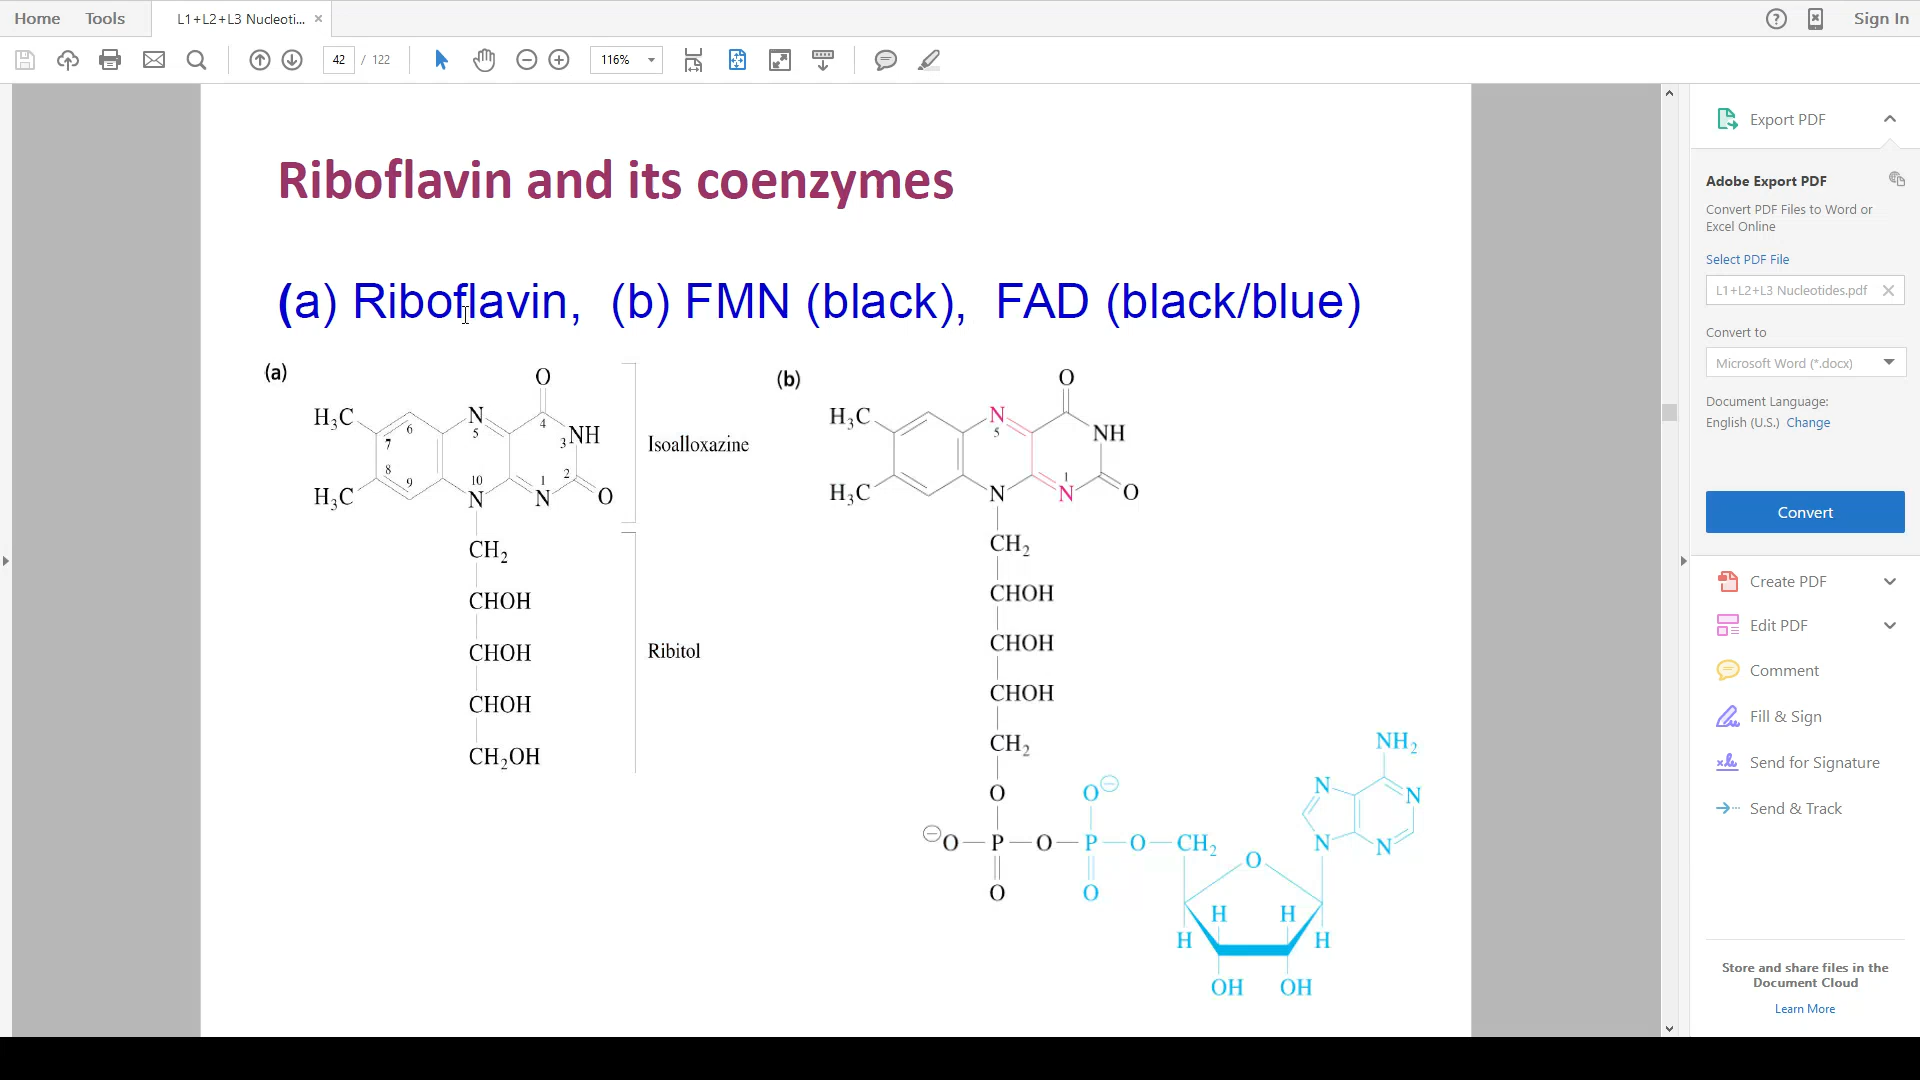 Home Tools L1+L2+L3 Nucleoti... × Sign In
42 / 122 116%
Riboflavin and its coenzymes
(a) Riboflavin, (b) FMN (black), FAD (black/blue)
(a)
O
H₃C N NH
5 4 3 6 7
8 9 10 1 2
H₃C N N O
Isoalloxazine
CH₂
CHOH
CHOH
CHOH
CH₂OH
Ribitol
(b)
O
H₃C N NH
5
1
H₃C N N O
CH₂
CHOH
CHOH
CHOH
CH₂
O O⊖
⊖O P O P O CH₂
O O
NH₂
N N
N N
O
H H
H H
OH OH
Export PDF
Adobe Export PDF
Convert PDF Files to Word or
Excel Online
Select PDF File
L1+L2+L3 Nucleotides.pdf
Convert to
Microsoft Word (*.docx)
Document Language:
English (U.S.) Change
Convert
Create PDF
Edit PDF
Comment
Fill & Sign
Send for Signature
Send & Track
Store and share files in the
Document Cloud
Learn More